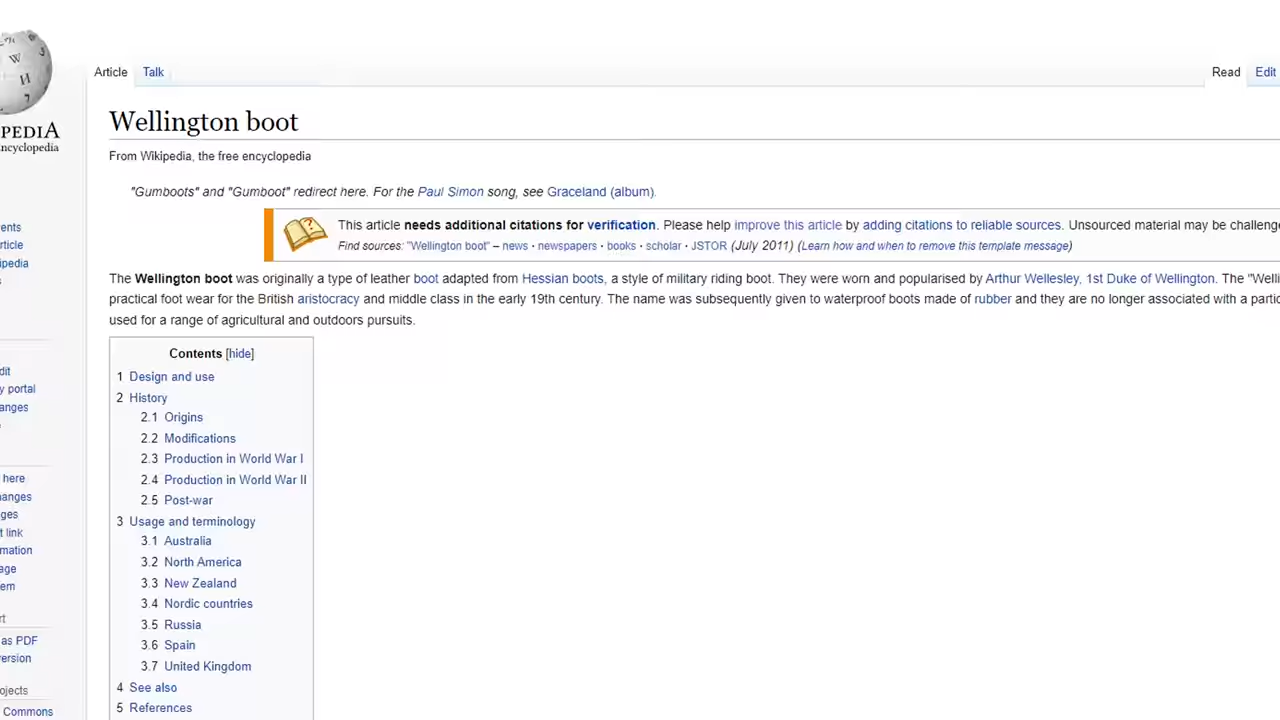 Article Talk Read Edit
PEDIA
ncyclopedia
Wellington boot
From Wikipedia, the free encyclopedia
"Gumboots" and "Gumboot" redirect here. For the Paul Simon song, see Graceland (album).
This article needs additional citations for verification. Please help improve this article by adding citations to reliable sources. Unsourced material may be challenge
Find sources: "Wellington boot" – news · newspapers · books · scholar · JSTOR (July 2011) (Learn how and when to remove this template message)
The Wellington boot was originally a type of leather boot adapted from Hessian boots, a style of military riding boot. They were worn and popularised by Arthur Wellesley, 1st Duke of Wellington. The "Welli
practical foot wear for the British aristocracy and middle class in the early 19th century. The name was subsequently given to waterproof boots made of rubber and they are no longer associated with a partic
used for a range of agricultural and outdoors pursuits.
Contents [hide]
1 Design and use
2 History
2.1 Origins
2.2 Modifications
2.3 Production in World War I
2.4 Production in World War II
2.5 Post-war
3 Usage and terminology
3.1 Australia
3.2 North America
3.3 New Zealand
3.4 Nordic countries
3.5 Russia
3.6 Spain
3.7 United Kingdom
4 See also
5 References
ents
rticle
ipedia
dit
y portal
anges
here
hanges
ges
t link
mation
age
em
rt
as PDF
version
ojects
Commons